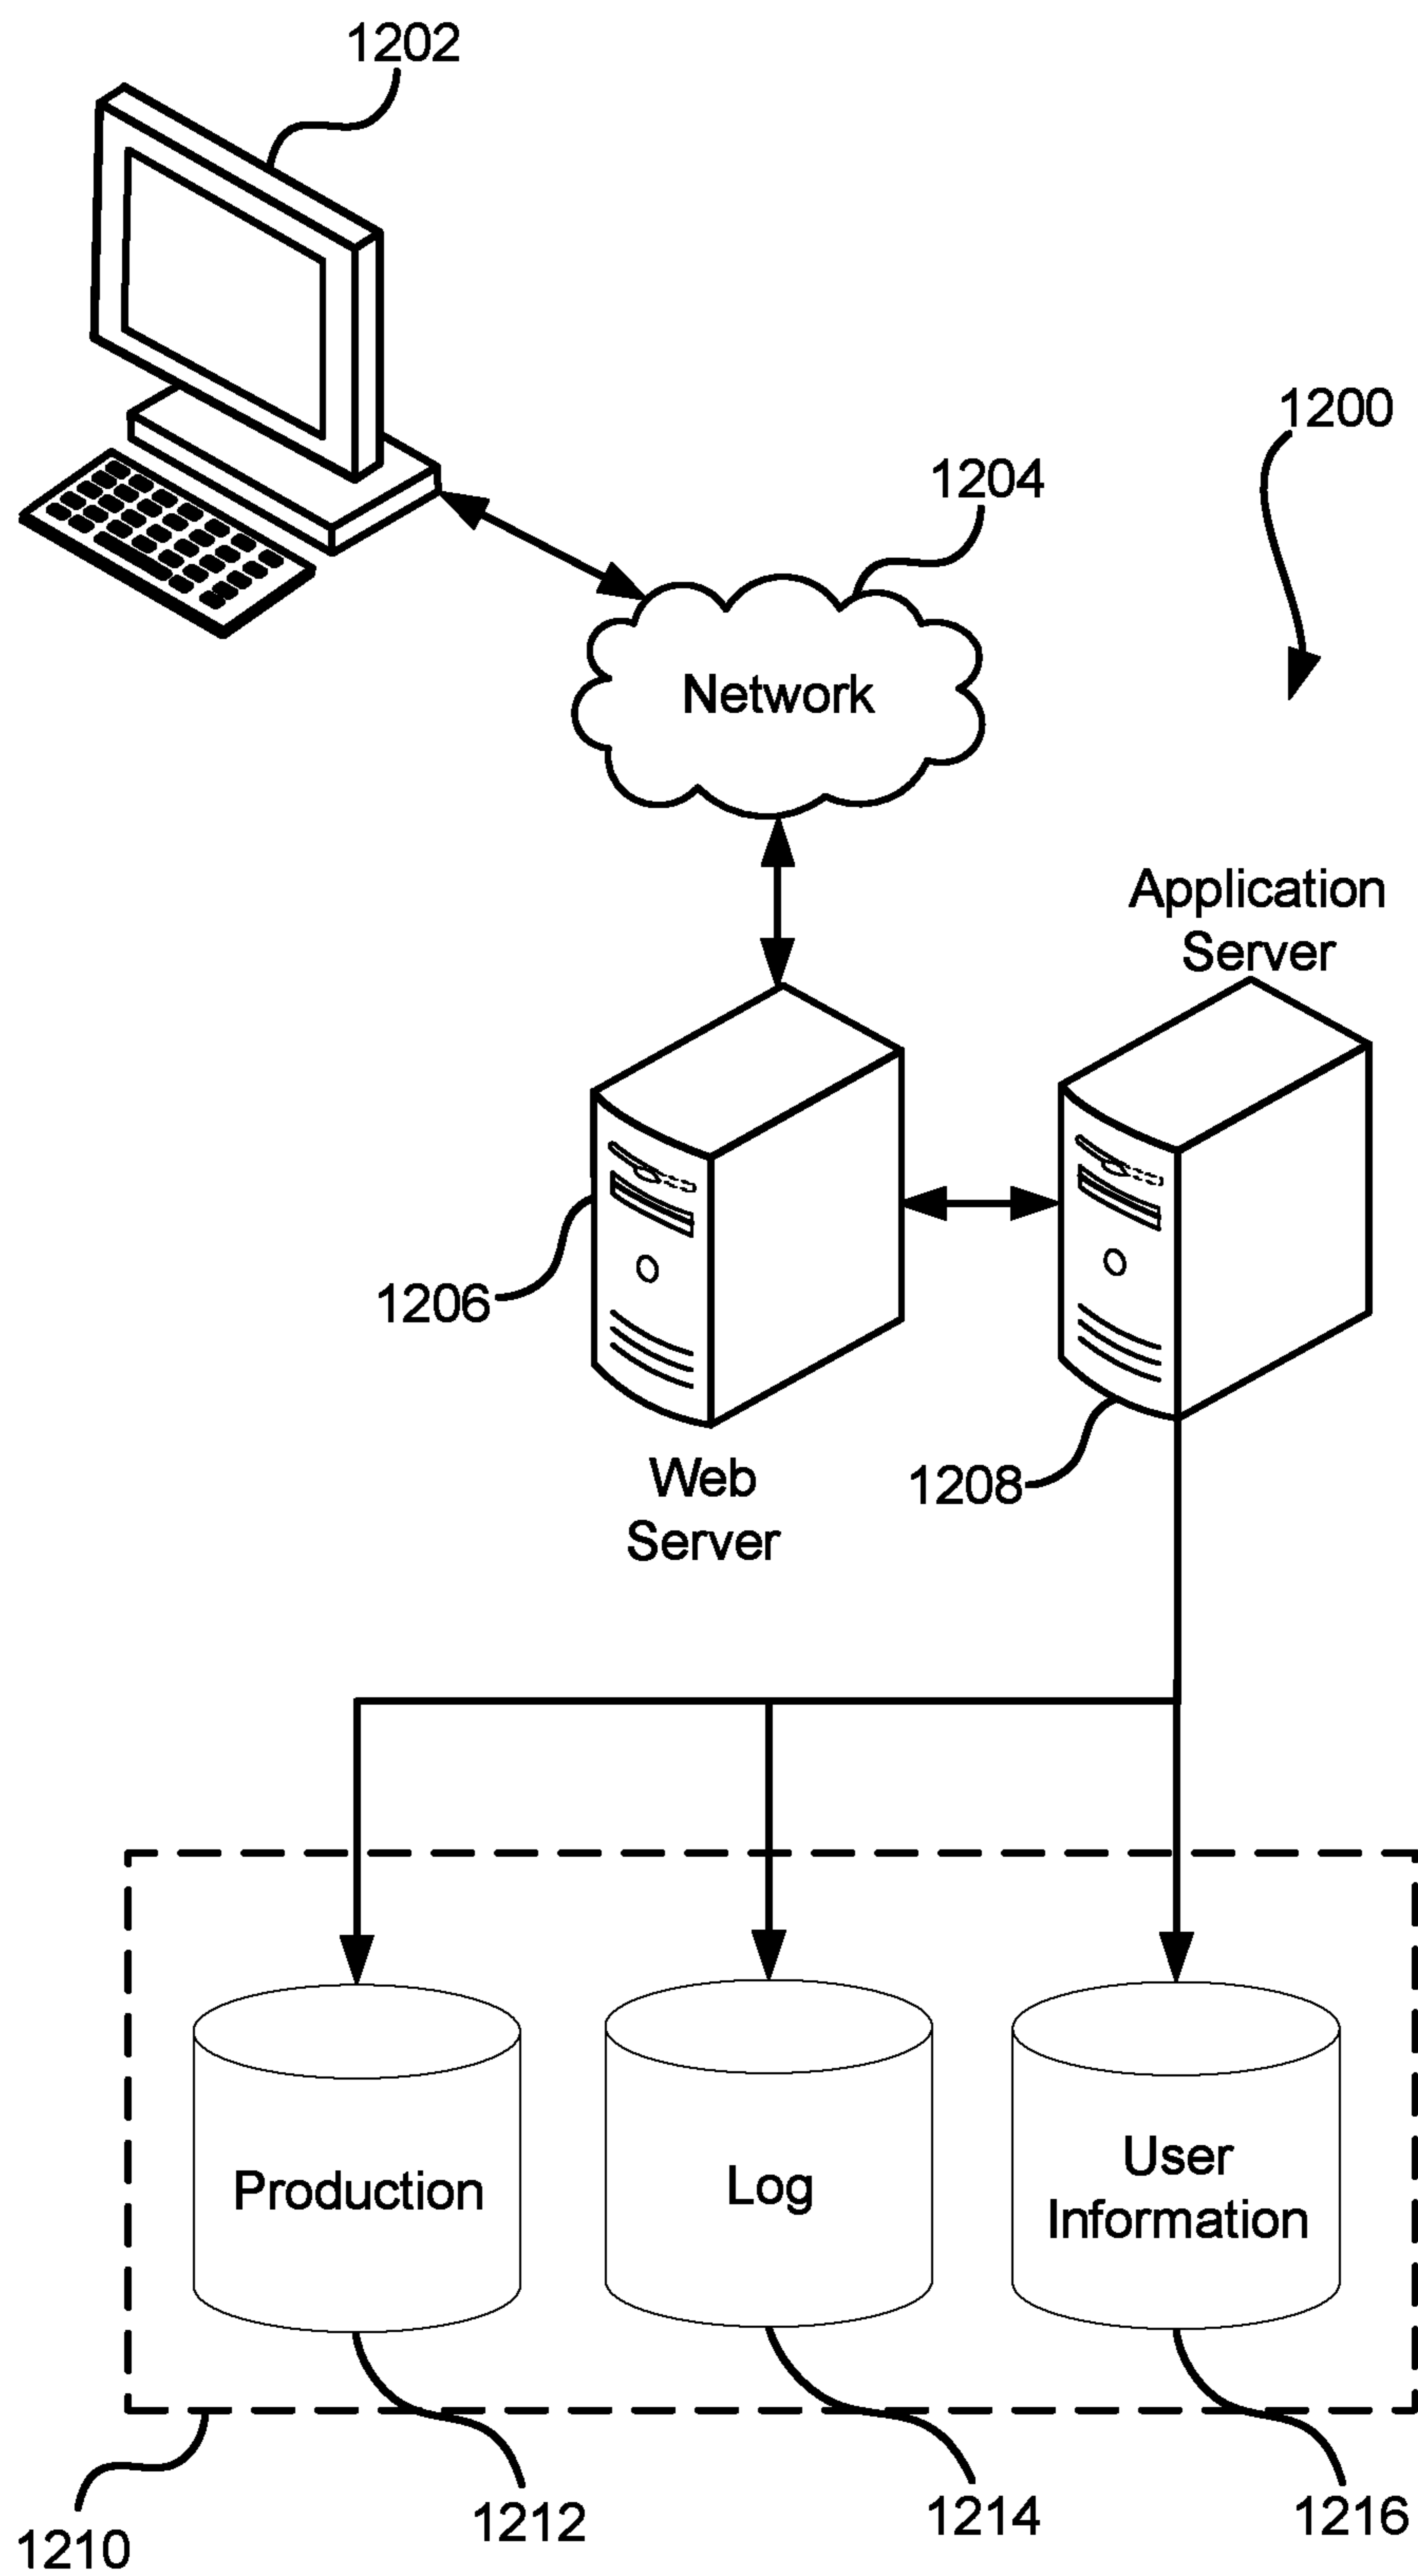 1202
1200
1204
Network
Application
Server
1206
Web
Server
1208
Production
Log
User
Information
1210
1212
1214
1216